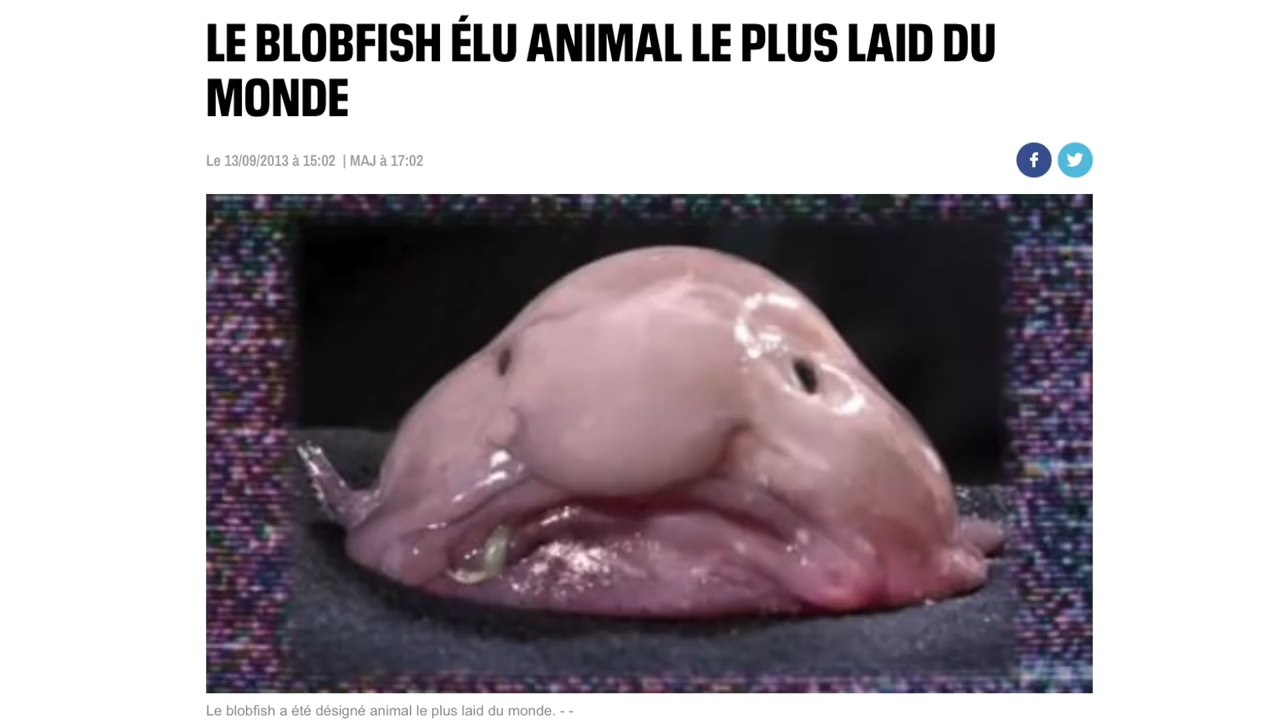 LE BLOBFISH ÉLU ANIMAL LE PLUS LAID DU
MONDE
Le 13/09/2013 à 15:02 | MAJ à 17:02
Le blobfish a été désigné animal le plus laid du monde. - -